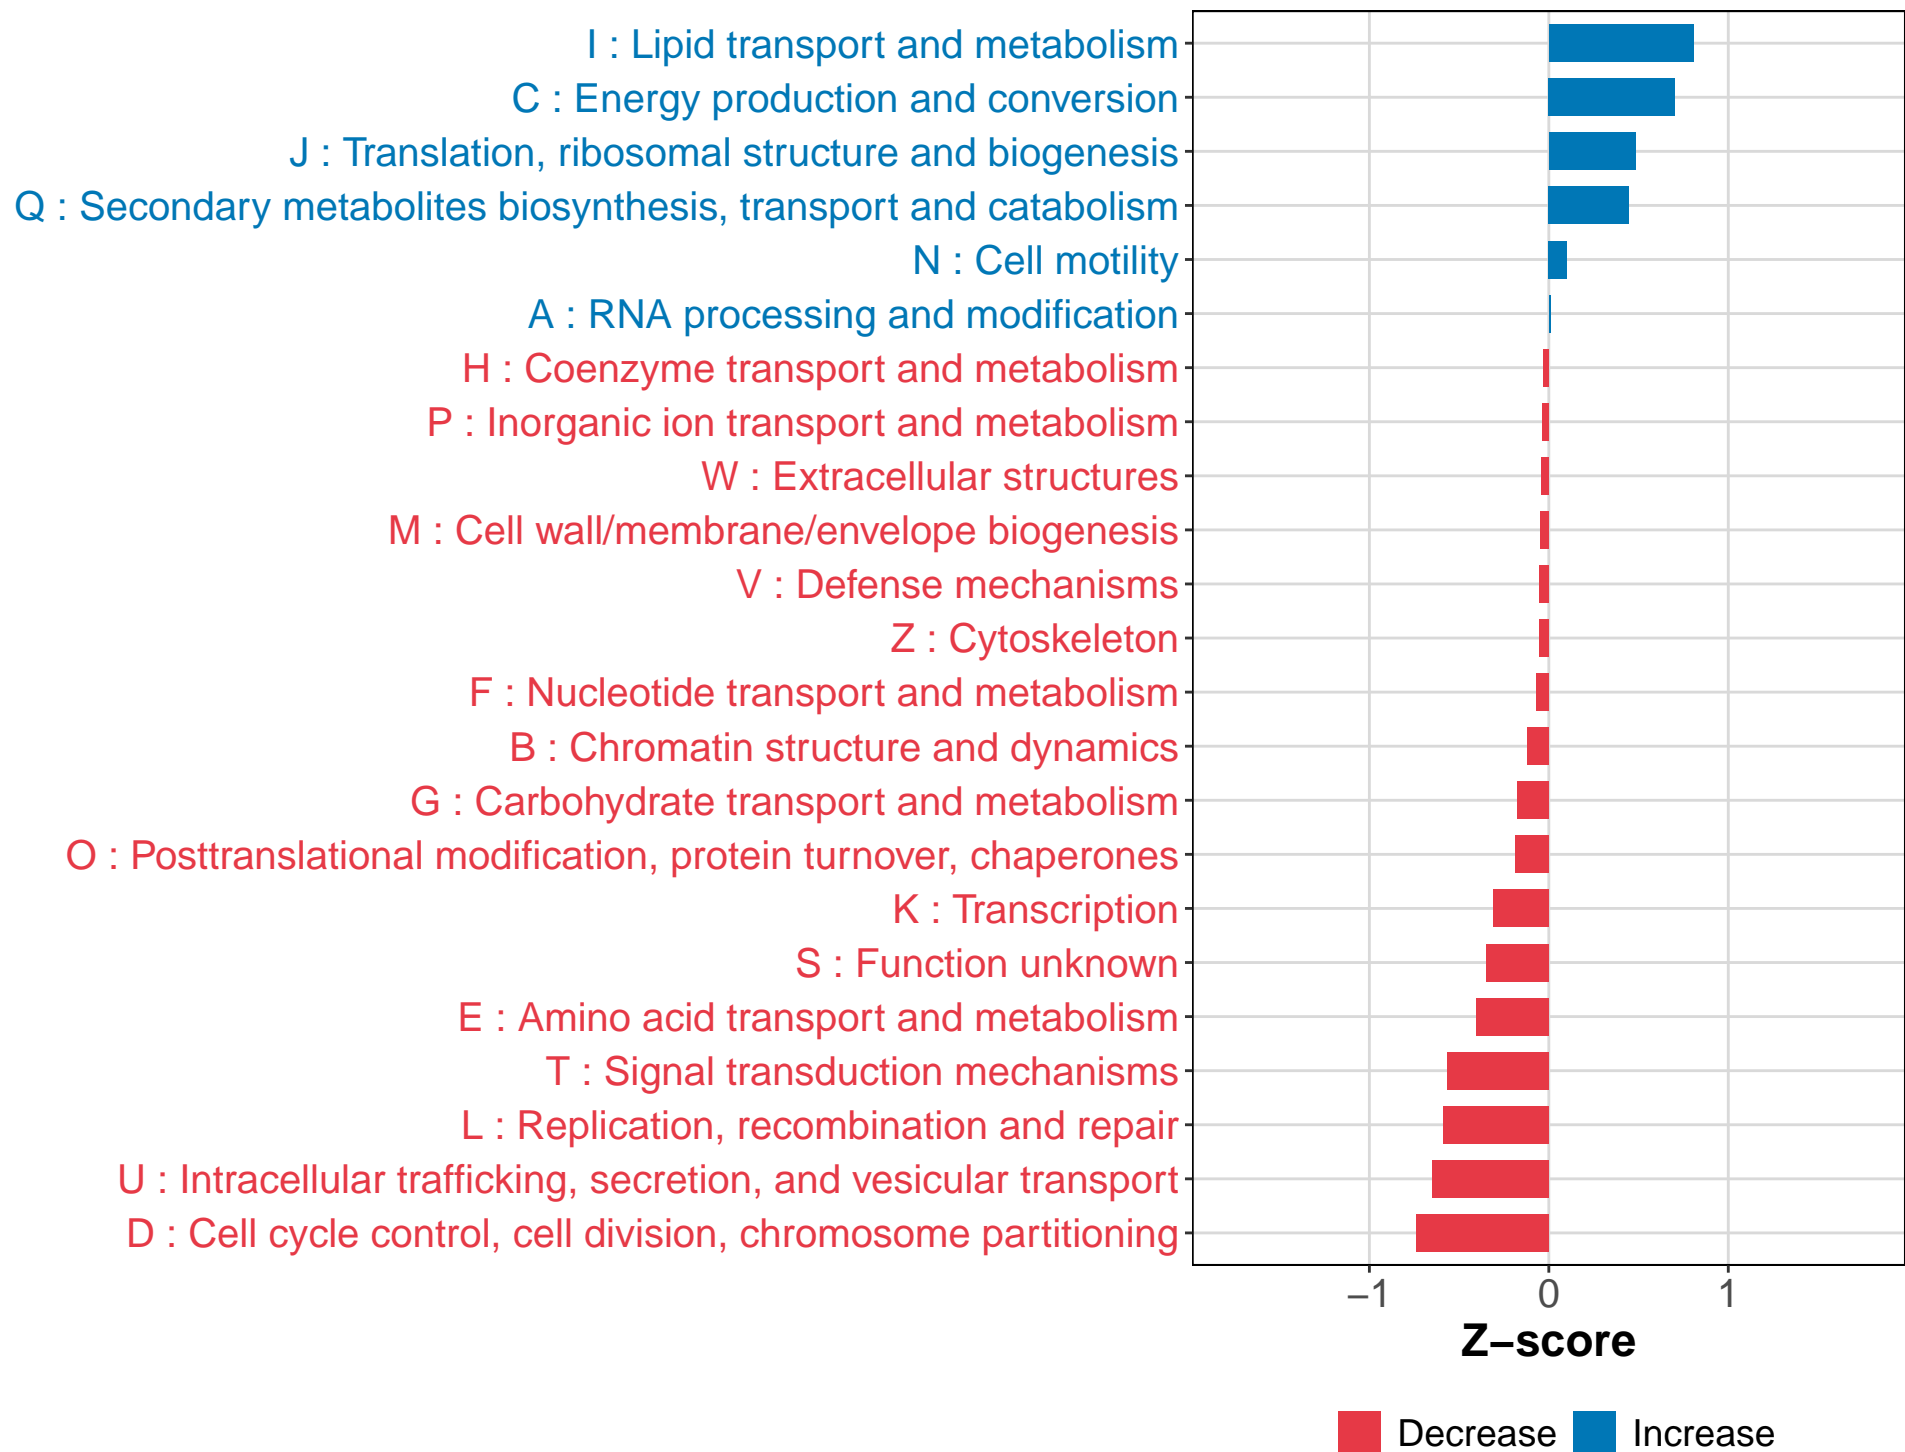 I : Lipid transport and metabolism
C : Energy production and conversion
J : Translation, ribosomal structure and biogenesis
Q : Secondary metabolites biosynthesis, transport and catabolism
N : Cell motility
A : RNA processing and modification
H : Coenzyme transport and metabolism
P : Inorganic ion transport and metabolism
W : Extracellular structures
M : Cell wall/membrane/envelope biogenesis
V : Defense mechanisms
Z : Cytoskeleton
F : Nucleotide transport and metabolism
B : Chromatin structure and dynamics
G : Carbohydrate transport and metabolism
O : Posttranslational modification, protein turnover, chaperones
K : Transcription
S : Function unknown
E : Amino acid transport and metabolism
T : Signal transduction mechanisms
L : Replication, recombination and repair
U : Intracellular trafficking, secretion, and vesicular transport
D : Cell cycle control, cell division, chromosome partitioning
−1 0 1
Z−score
Decrease Increase